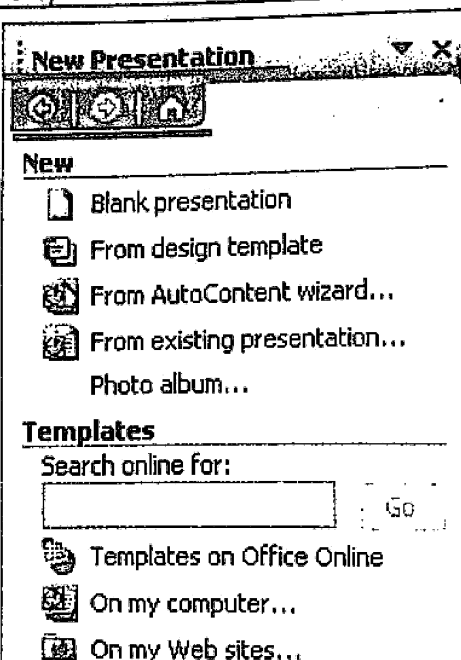 New Presentation
New
Blank presentation
From design template
From AutoContent wizard...
From existing presentation...
Photo album...
Templates
Search online for:
Go
Templates on Office Online
On my computer...
On my Web sites...